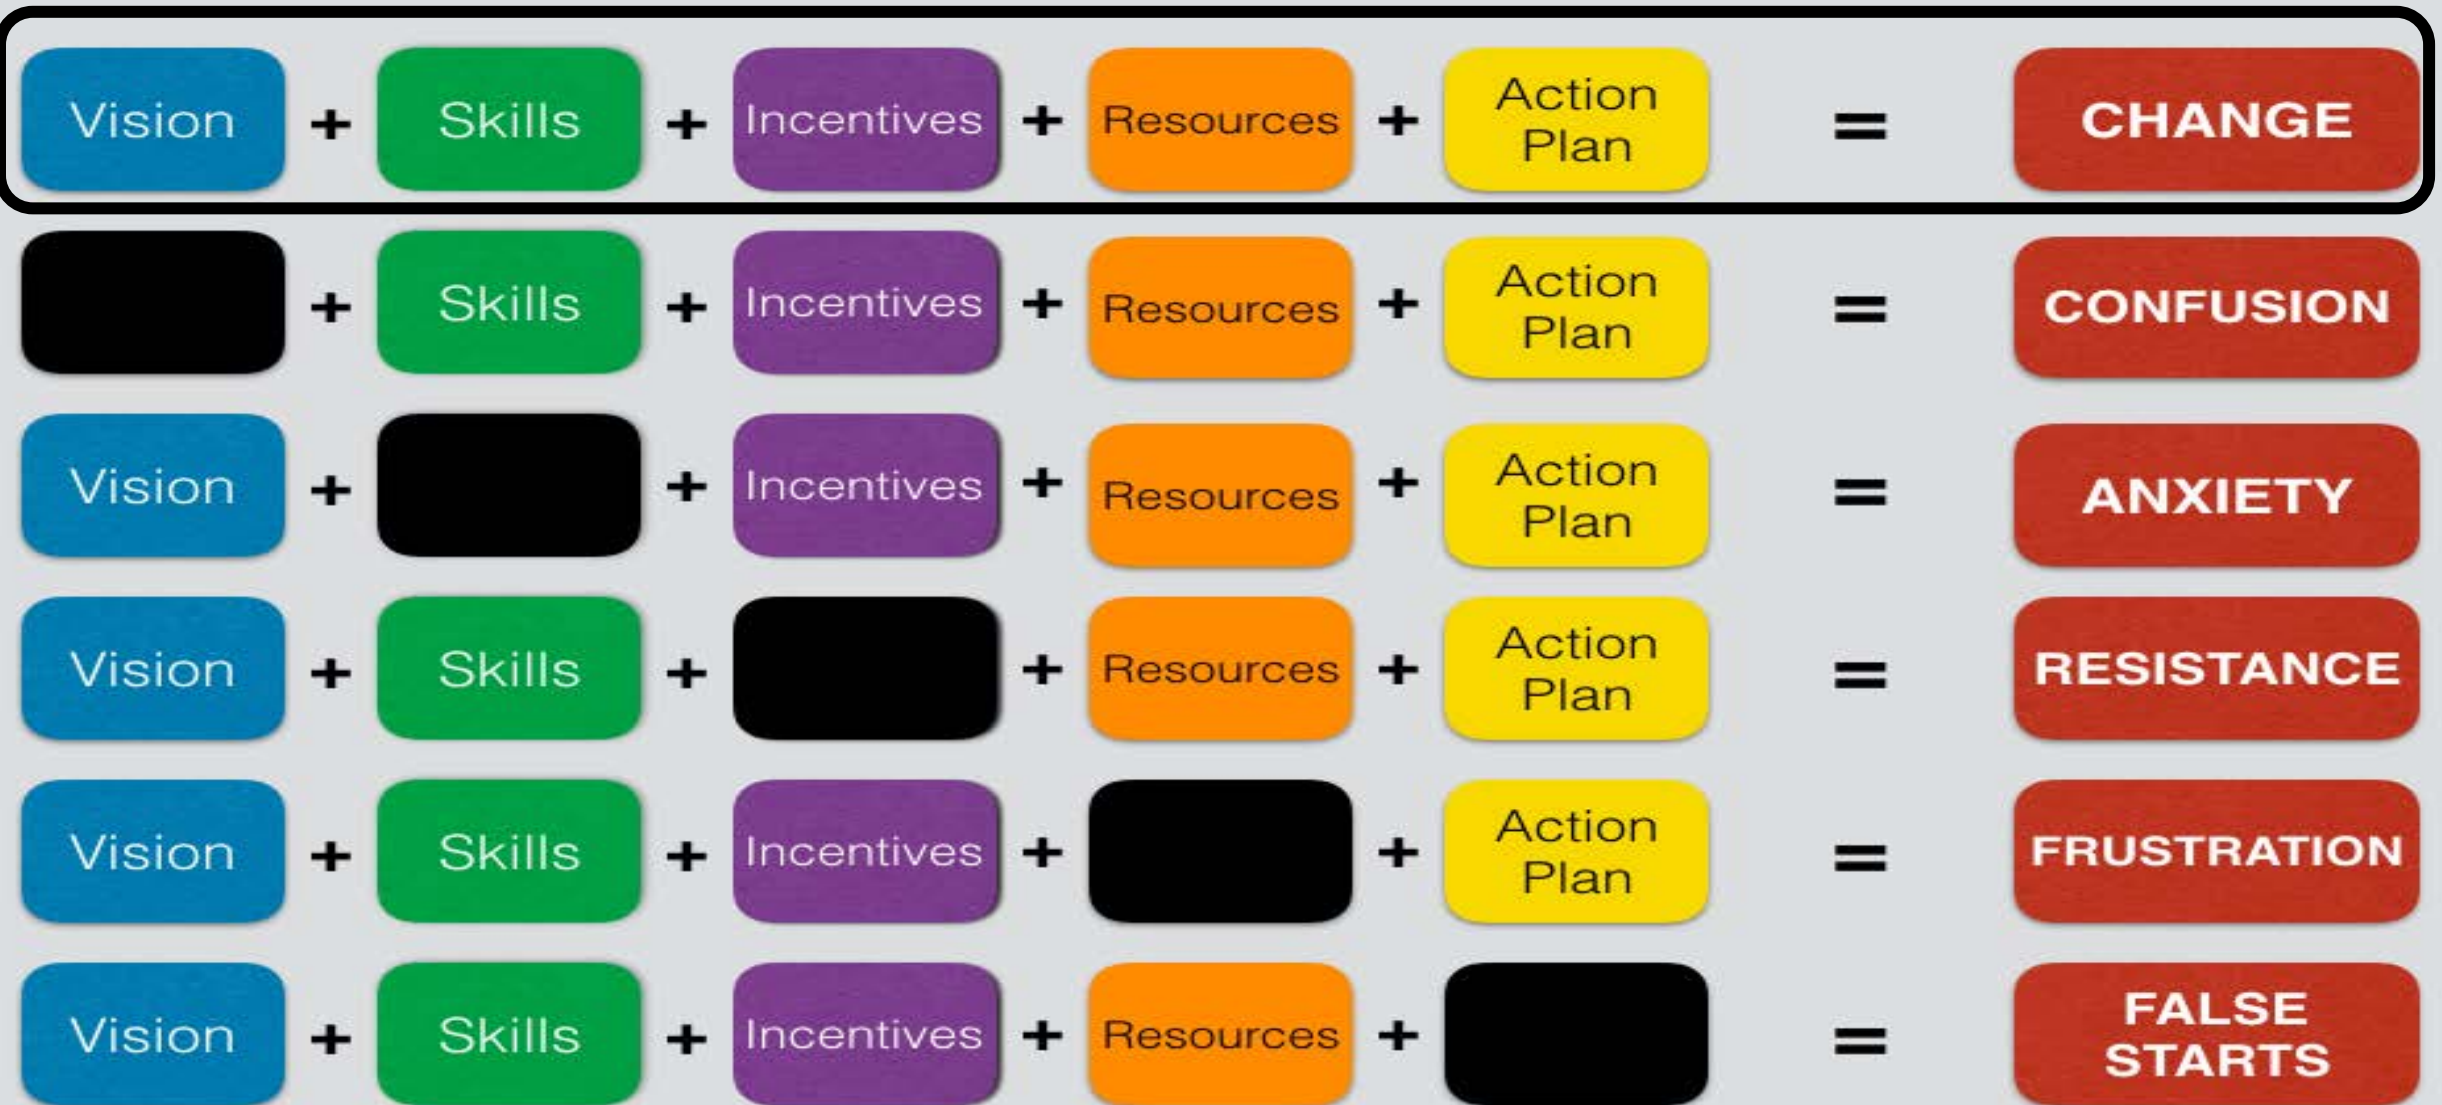 Vision + Skills + Incentives + Resources + Action Plan = CHANGE
+ Skills + Incentives + Resources + Action Plan = CONFUSION
Vision + + Incentives + Resources + Action Plan = ANXIETY
Vision + Skills + + Resources + Action Plan = RESISTANCE
Vision + Skills + Incentives + + Action Plan = FRUSTRATION
Vision + Skills + Incentives + Resources + = FALSE STARTS